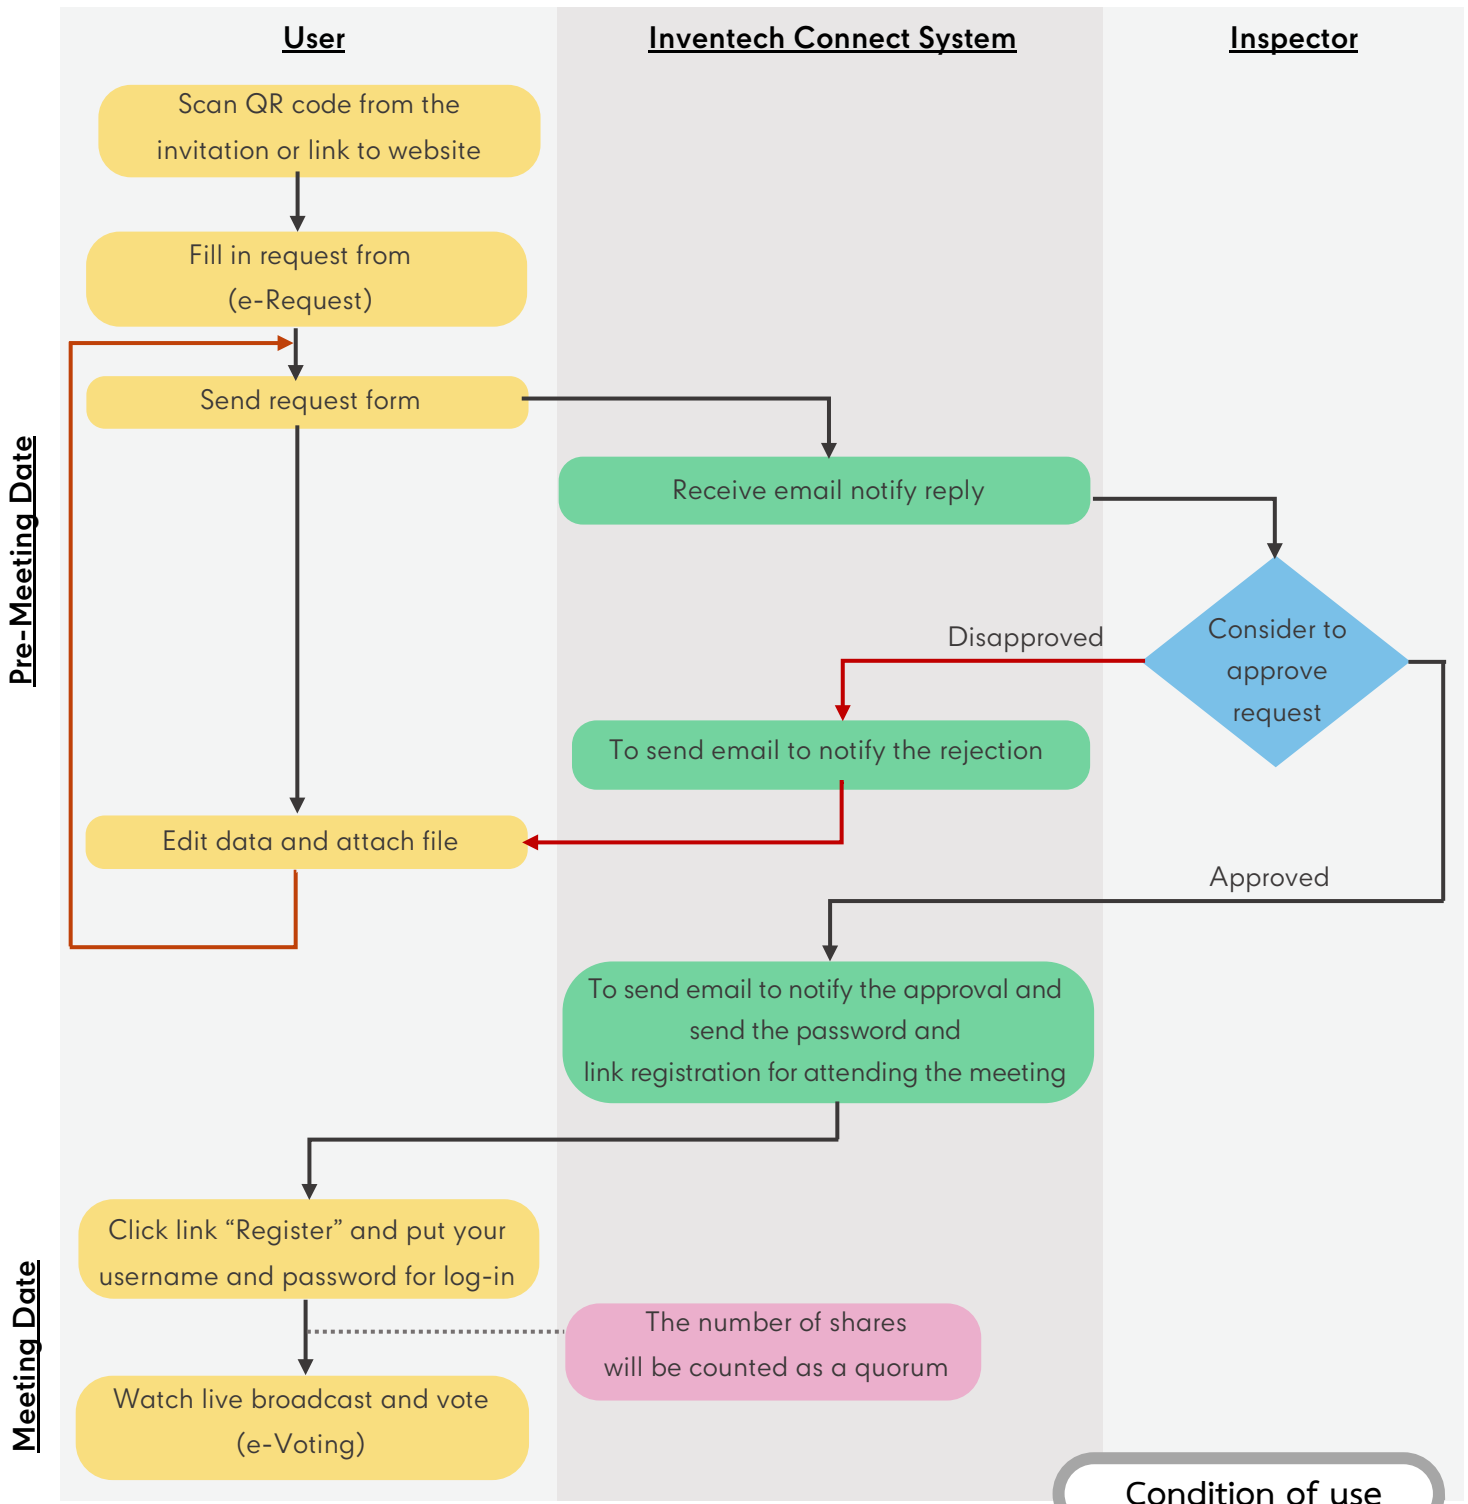 User
Inventech Connect System
Inspector
Scan QR code from the
invitation or link to website
Fill in request from
(e-Request)
Send request form
Receive email notify reply
Pre-Meeting Date
Disapproved
Consider to
approve
request
To send email to notify the rejection
Edit data and attach file
Approved
To send email to notify the approval and
send the password and
link registration for attending the meeting
Meeting Date
Click link “Register” and put your
username and password for log-in
The number of shares
will be counted as a quorum
Watch live broadcast and vote
(e-Voting)
Condition of use